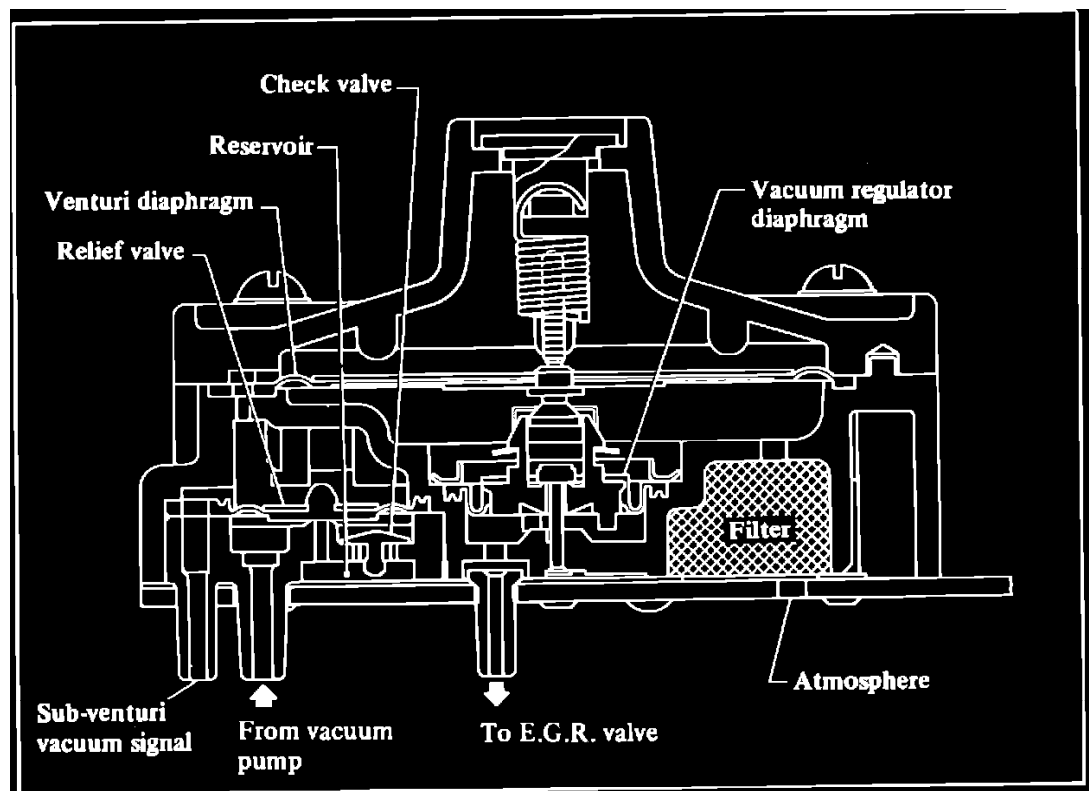 Check valve
Reservoir
Venturi diaphragm
Relief valve
Vacuum regulator
diaphragm
Filter
Atmosphere
Sub-venturi
vacuum signal
From vacuum
pump
To E.G.R. valve